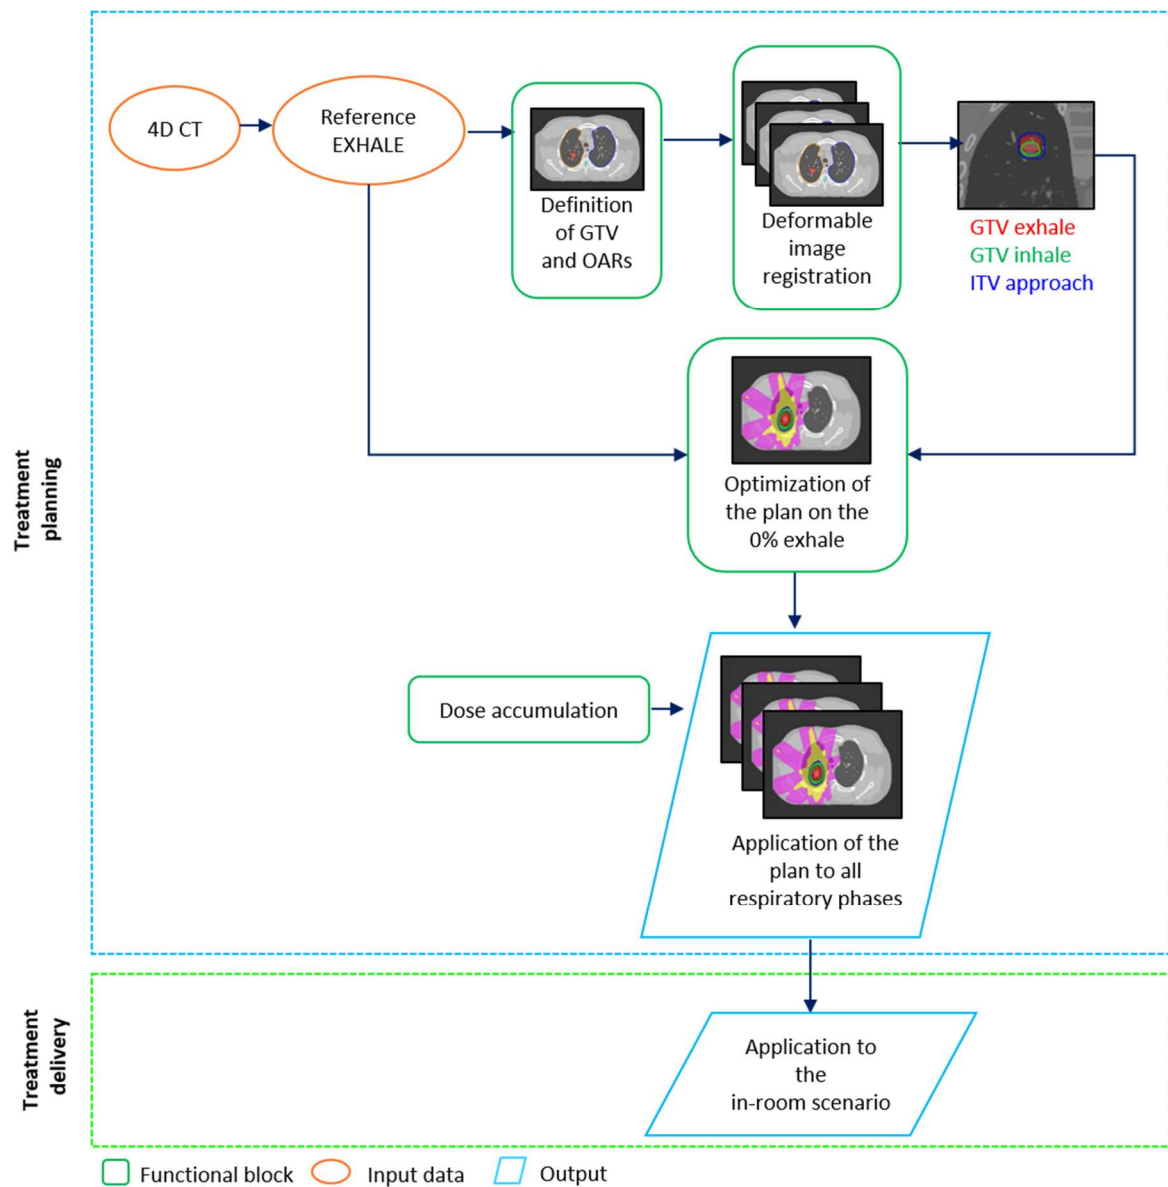 4D CT
Reference
EXHALE
Definition
of GTV
and OARs
Deformable
image
registration
GTV exhale
GTV inhale
ITV approach
Treatment
planning
Optimization of
the plan on the
0% exhale
Dose accumulation
Application of the
plan to all
respiratory phases
Treatment
delivery
Application to
the
in-room scenario
Functional block
Input data
Output